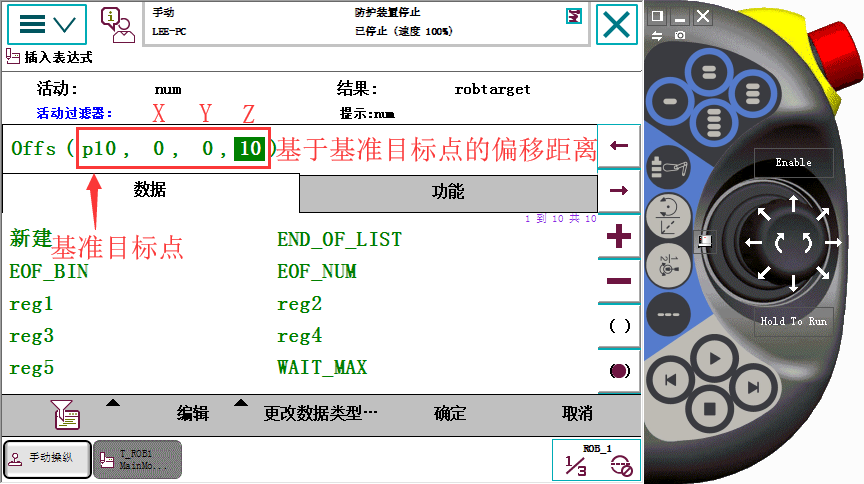 手动
防护装置停止
LEE-PC
已停止 (速度 100%)
插入表达式
活动:
num
结果:
robtarget
活动过滤器:
X Y Z
提示:num
Offs ( p10, 0, 0, 10 )
基于基准目标点的偏移距离
数据
功能
1 到 10 共 10
新建
END_OF_LIST
基准目标点
EOF_BIN
EOF_NUM
reg1
reg2
reg3
reg4
reg5
WAIT_MAX
( )
编辑
更改数据类型…
确定
取消
手动操纵
T_ROB1
MainMo...
ROB_1
1/3
Enable
Hold To Run